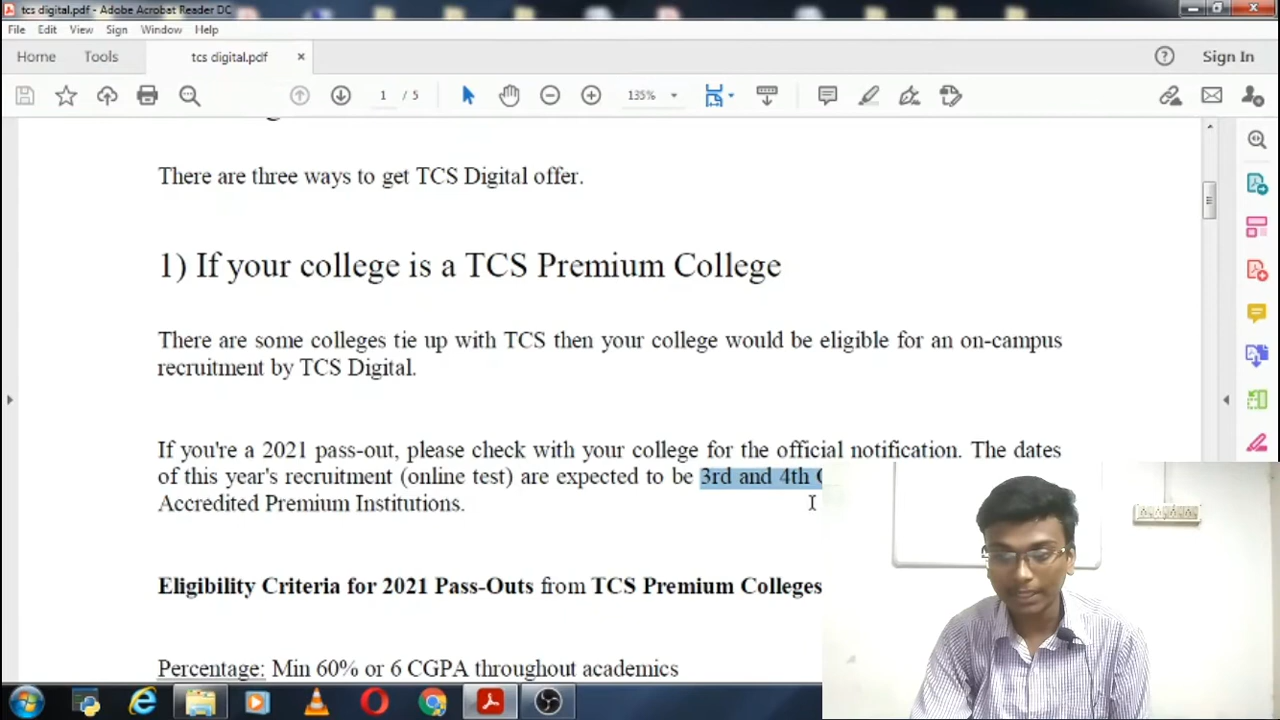 tcs digital.pdf - Adobe Acrobat Reader DC
File Edit View Sign Window Help
Home Tools tcs digital.pdf × ? Sign In
1 / 5 135%
There are three ways to get TCS Digital offer.
1) If your college is a TCS Premium College
There are some colleges tie up with TCS then your college would be eligible for an on-campus
recruitment by TCS Digital.
If you're a 2021 pass-out, please check with your college for the official notification. The dates
of this year's recruitment (online test) are expected to be 3rd and 4th
Accredited Premium Institutions.
Eligibility Criteria for 2021 Pass-Outs from TCS Premium Colleges
Percentage: Min 60% or 6 CGPA throughout academics